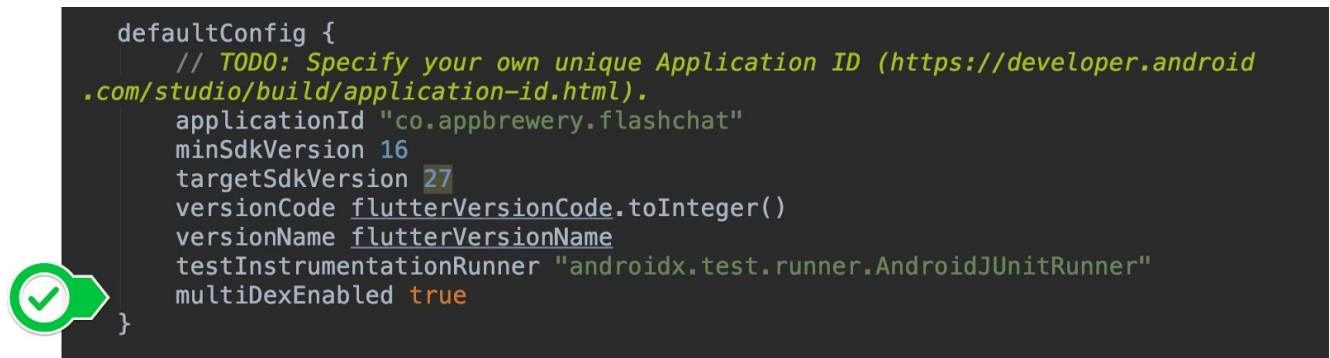 defaultConfig {
// TODO: Specify your own unique Application ID (https://developer.android
.com/studio/build/application-id.html).
applicationId "co.appbrewery.flashchat"
minSdkVersion 16
targetSdkVersion 27
versionCode flutterVersionCode.toInteger()
versionName flutterVersionName
testInstrumentationRunner "androidx.test.runner.AndroidJUnitRunner"
multiDexEnabled true
}